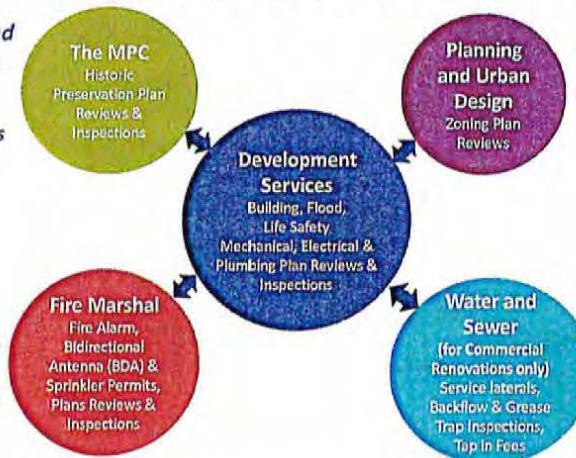 The MPC
Historic
Preservation Plan
Reviews &
Inspections
Planning
and Urban
Design
Zoning Plan
Reviews
Development
Services
Building, Flood,
Life Safety
Mechanical, Electrical &
Plumbing Plan Reviews &
Inspections
Fire Marshal
Fire Alarm,
Bidirectional
Antenna (BDA) &
Sprinkler Permits,
Plans Reviews &
Inspections
Water and
Sewer
(for Commercial
Renovations only)
Service laterals,
Backflow & Grease
Trap Inspections,
Tap in Fees